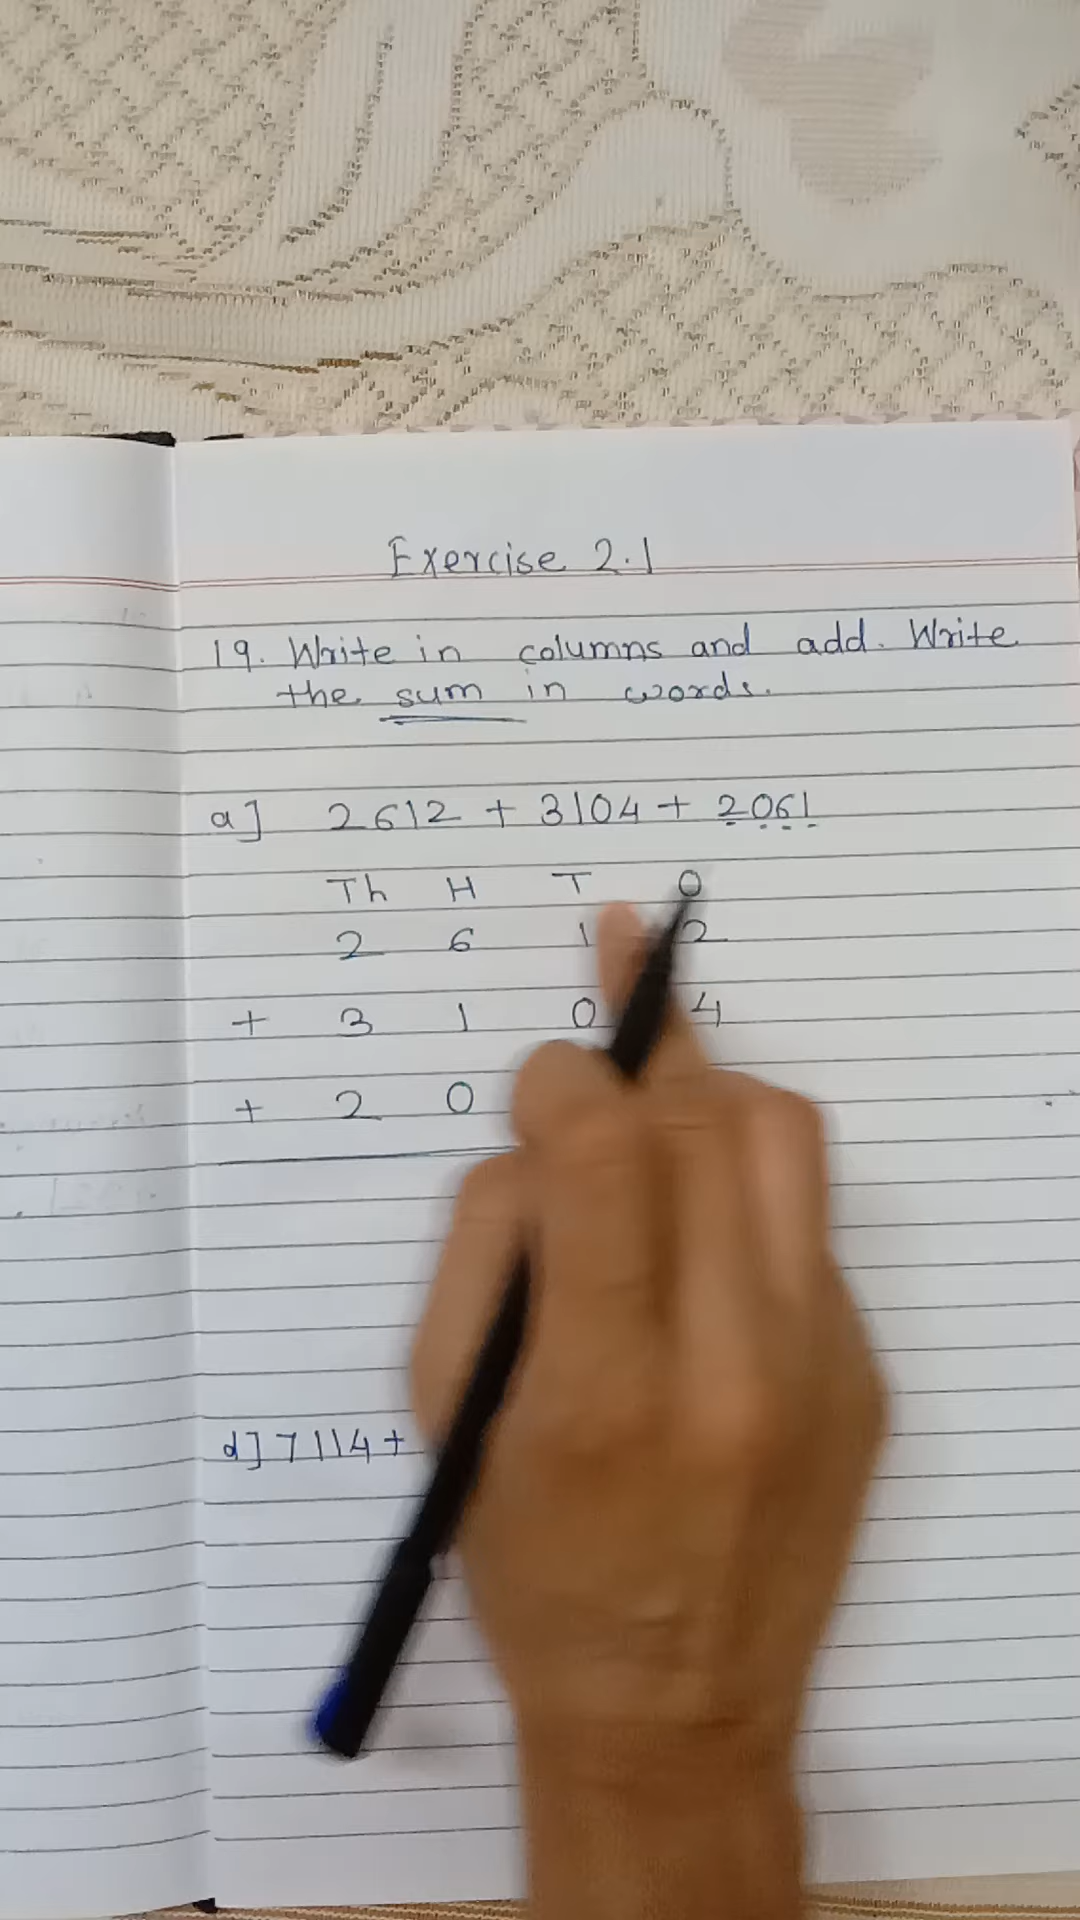 Exercise 2.1
19. Write in columns and add. Write
the sum in words.
a] 2612 + 3104 + 2061
Th H T O
2 6 1 2
+ 3 1 0 4
+ 2 0
d] 7114 +